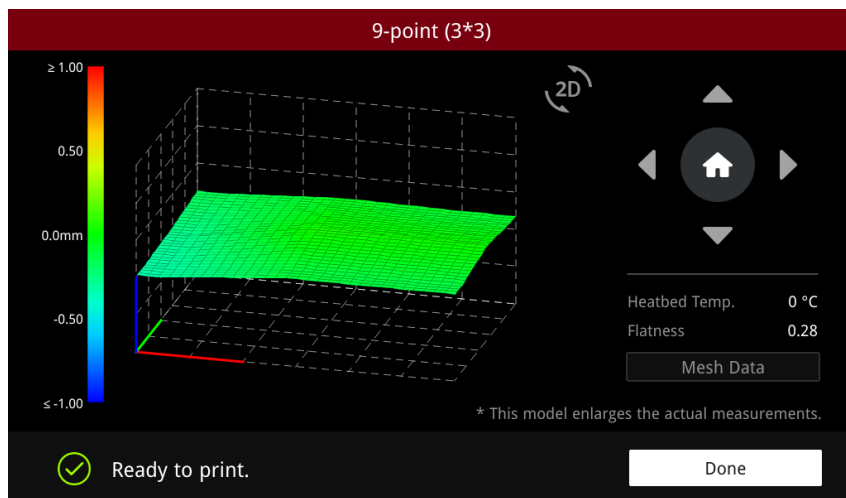 9-point (3*3)
≥ 1.00
0.50
0.0mm
-0.50
≤ -1.00
2D
Heatbed Temp. 0 °C
Flatness 0.28
Mesh Data
* This model enlarges the actual measurements.
Ready to print.
Done